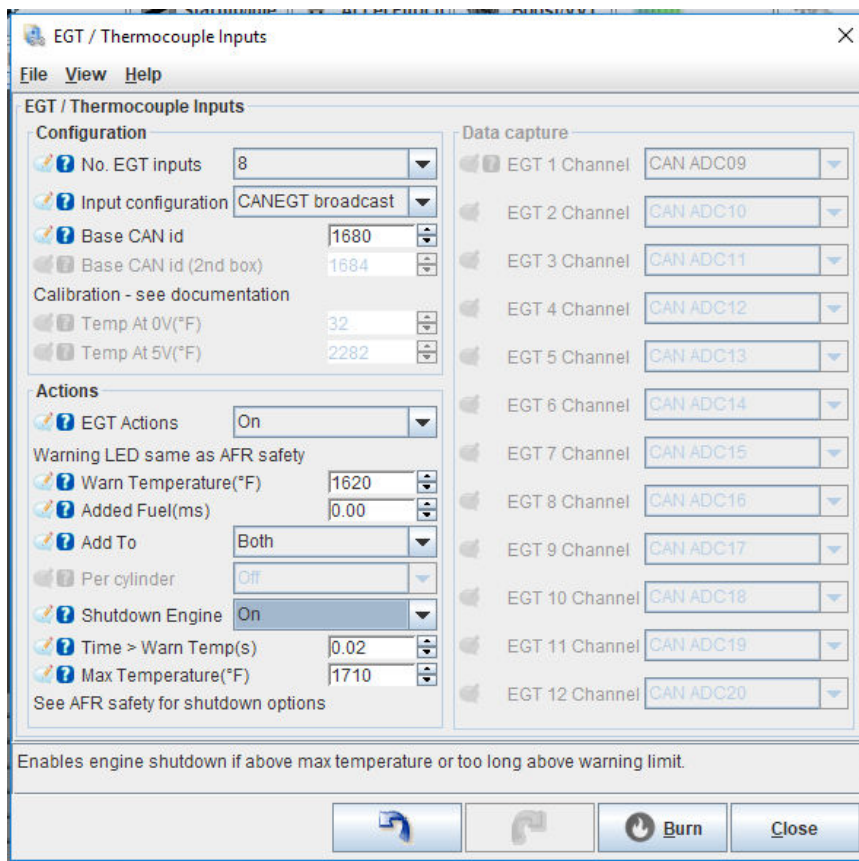 EGT / Thermocouple Inputs
File View Help
EGT / Thermocouple Inputs
Configuration
No. EGT inputs 8
Input configuration CANEGT broadcast
Base CAN id 1680
Base CAN id (2nd box) 1684
Calibration - see documentation
Temp At 0V(°F) 32
Temp At 5V(°F) 2282
Actions
EGT Actions On
Warning LED same as AFR safety
Warn Temperature(°F) 1620
Added Fuel(ms) 0.00
Add To Both
Per cylinder Off
Shutdown Engine On
Time > Warn Temp(s) 0.02
Max Temperature(°F) 1710
See AFR safety for shutdown options
Data capture
EGT 1 Channel CAN ADC09
EGT 2 Channel CAN ADC10
EGT 3 Channel CAN ADC11
EGT 4 Channel CAN ADC12
EGT 5 Channel CAN ADC13
EGT 6 Channel CAN ADC14
EGT 7 Channel CAN ADC15
EGT 8 Channel CAN ADC16
EGT 9 Channel CAN ADC17
EGT 10 Channel CAN ADC18
EGT 11 Channel CAN ADC19
EGT 12 Channel CAN ADC20
Enables engine shutdown if above max temperature or too long above warning limit.
Burn
Close